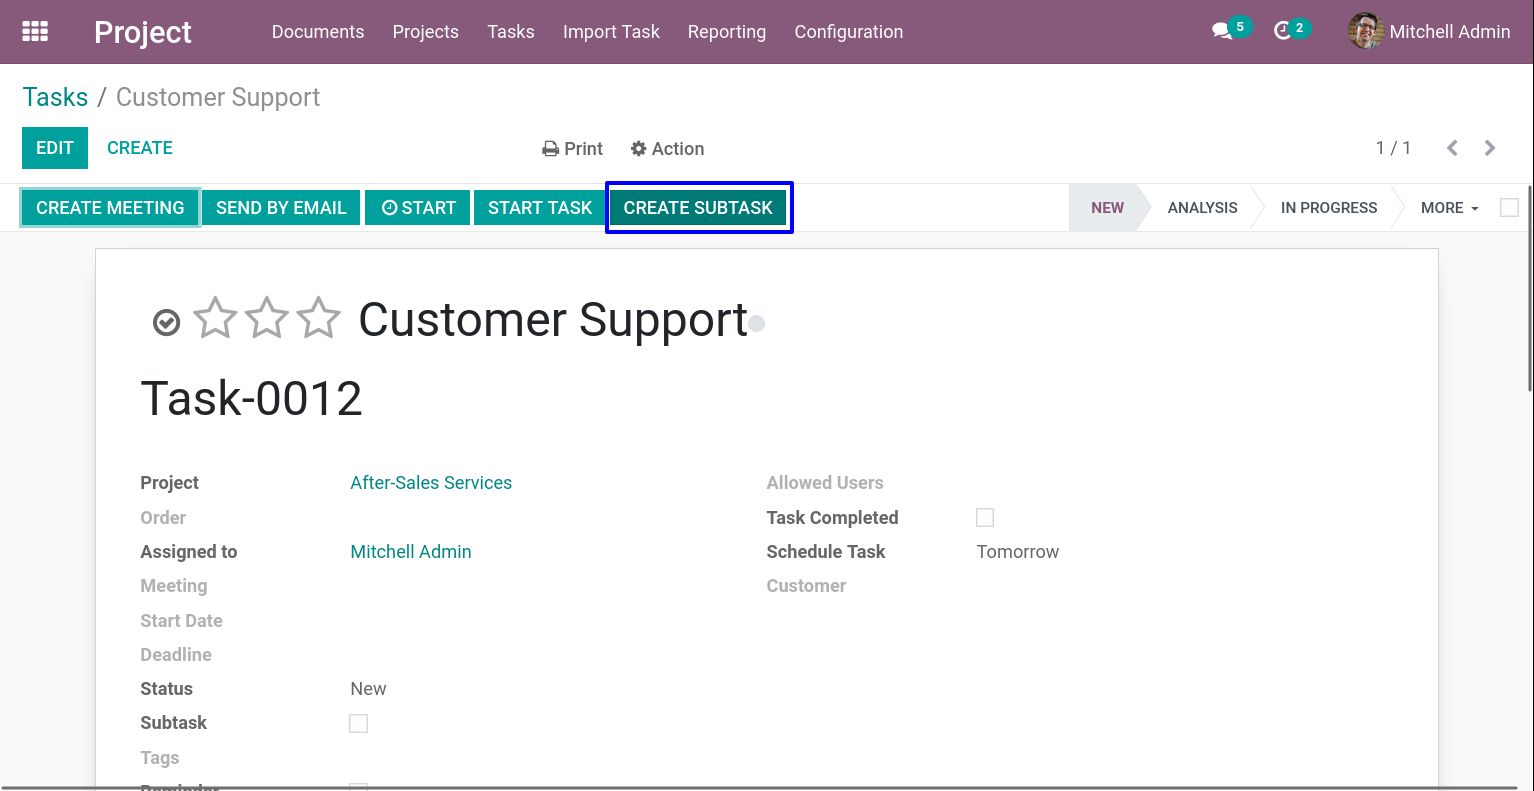 Project Documents Projects Tasks Import Task Reporting Configuration 5 2 Mitchell Admin
Tasks / Customer Support
EDIT CREATE Print Action 1 / 1
CREATE MEETING SEND BY EMAIL START START TASK CREATE SUBTASK NEW ANALYSIS IN PROGRESS MORE
Customer Support
Task-0012
Project After-Sales Services Allowed Users
Order Task Completed
Assigned to Mitchell Admin Schedule Task Tomorrow
Meeting Customer
Start Date
Deadline
Status New
Subtask
Tags
Reminder